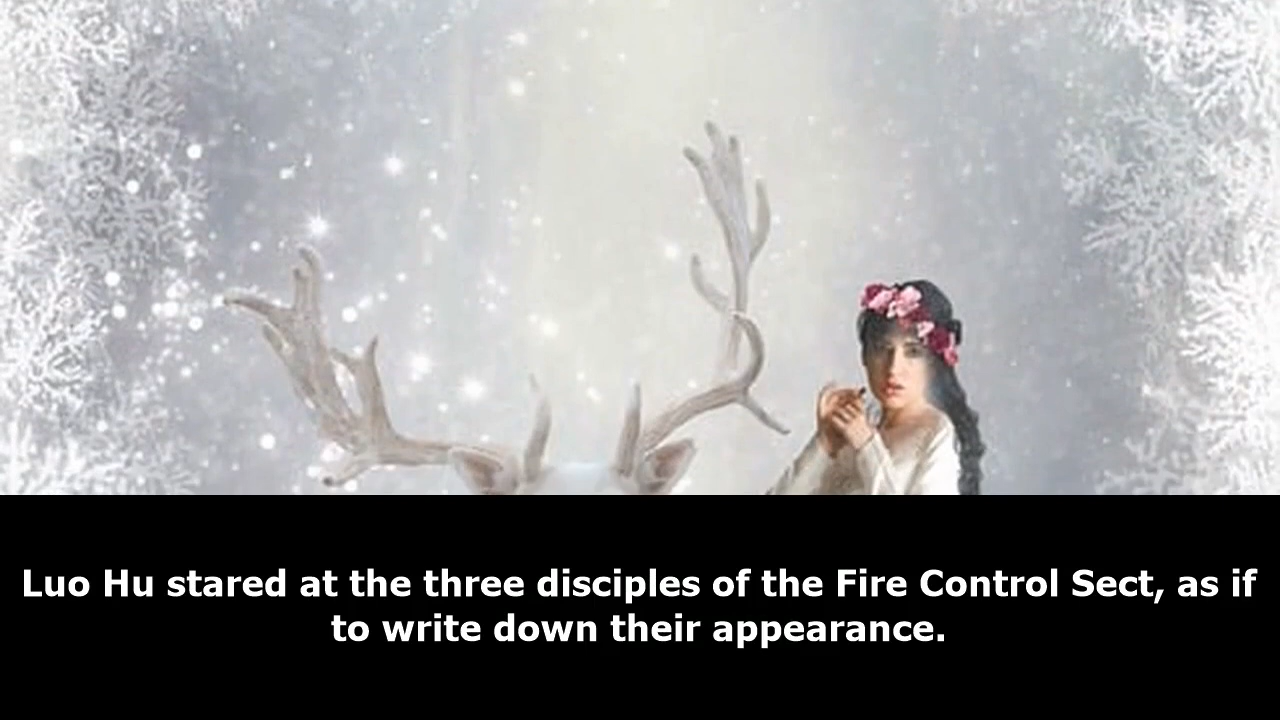 Luo Hu stared at the three disciples of the Fire Control Sect, as if
to write down their appearance.